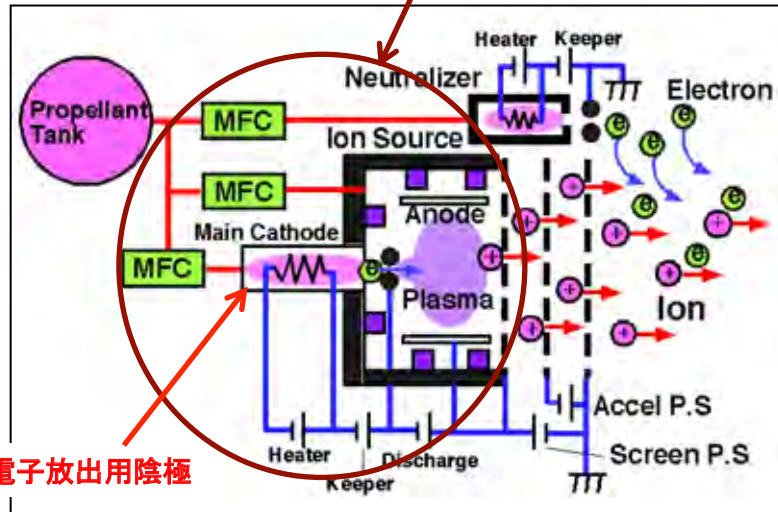 Heater Keeper
Neutralizer
Electron
Propellant
Tank
MFC
Ion Source
MFC
Anode
Main Cathode
MFC
e
Plasma
Ion
e
e
e
e
e
+
+
+
+
+
+
+
+
+
Accel P.S
Heater
Discharge
Keeper
Screen P.S
電子放出用陰極